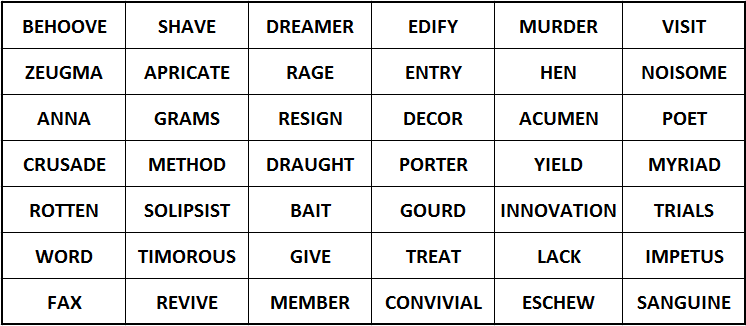 BEHOOVE SHAVE DREAMER EDIFY MURDER VISIT
ZEUGMA APRICATE RAGE ENTRY HEN NOISOME
ANNA GRAMS RESIGN DECOR ACUMEN POET
CRUSADE METHOD DRAUGHT PORTER YIELD MYRIAD
ROTTEN SOLIPSIST BAIT GOURD INNOVATION TRIALS
WORD TIMOROUS GIVE TREAT LACK IMPETUS
FAX REVIVE MEMBER CONVIVIAL ESCHEW SANGUINE